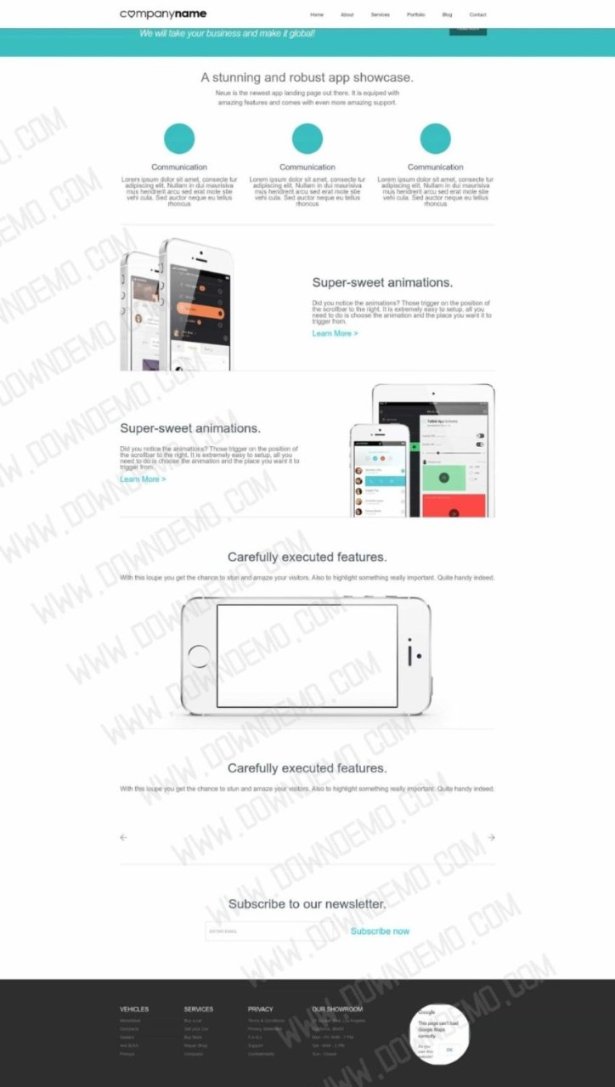 companyname
Home About Services Portfolio Blog Contact
We will take your business and make it global!
A stunning and robust app showcase.
Neue is the newest app landing page out there. It is equiped with
amazing features and comes with even more amazing support.
Communication
Lorem ipsum dolor sit amet, consecte tur
adipiscing elit. Nullam in dui maurisiva
mus hendrerit arcu sed erat mole stie
vehi cula. Sed auctor neque eu tellus
rhoncus
Communication
Lorem ipsum dolor sit amet, consecte tur
adipiscing elit. Nullam in dui maurisiva
mus hendrerit arcu sed erat mole stie
vehi cula. Sed auctor neque eu tellus
rhoncus
Communication
Lorem ipsum dolor sit amet, consecte tur
adipiscing elit. Nullam in dui maurisiva
mus hendrerit arcu sed erat mole stie
vehi cula. Sed auctor neque eu tellus
rhoncus
Super-sweet animations.
Did you notice the animations? Those trigger on the position of
the scrollbar to the right. It is extremely easy to setup, all you
need to do is choose the animation and the place you want it to
trigger from.
Learn More >
Super-sweet animations.
Did you notice the animations? Those trigger on the position of
the scrollbar to the right. It is extremely easy to setup, all you
need to do is choose the animation and the place you want it to
trigger from.
Learn More >
Carefully executed features.
With this loupe you get the chance to stun and amaze your visitors. Also to highlight something really important. Quite handy indeed.
Carefully executed features.
With this loupe you get the chance to stun and amaze your visitors. Also to highlight something really important. Quite handy indeed.
Subscribe to our newsletter.
ENTER EMAIL
Subscribe now
VEHICLES SERVICES PRIVACY OUR SHOWROOM
Google
This page can't load
Google Maps
correctly.
Do you
own this
website?
OK
WWW.DOWNDEMO.COM